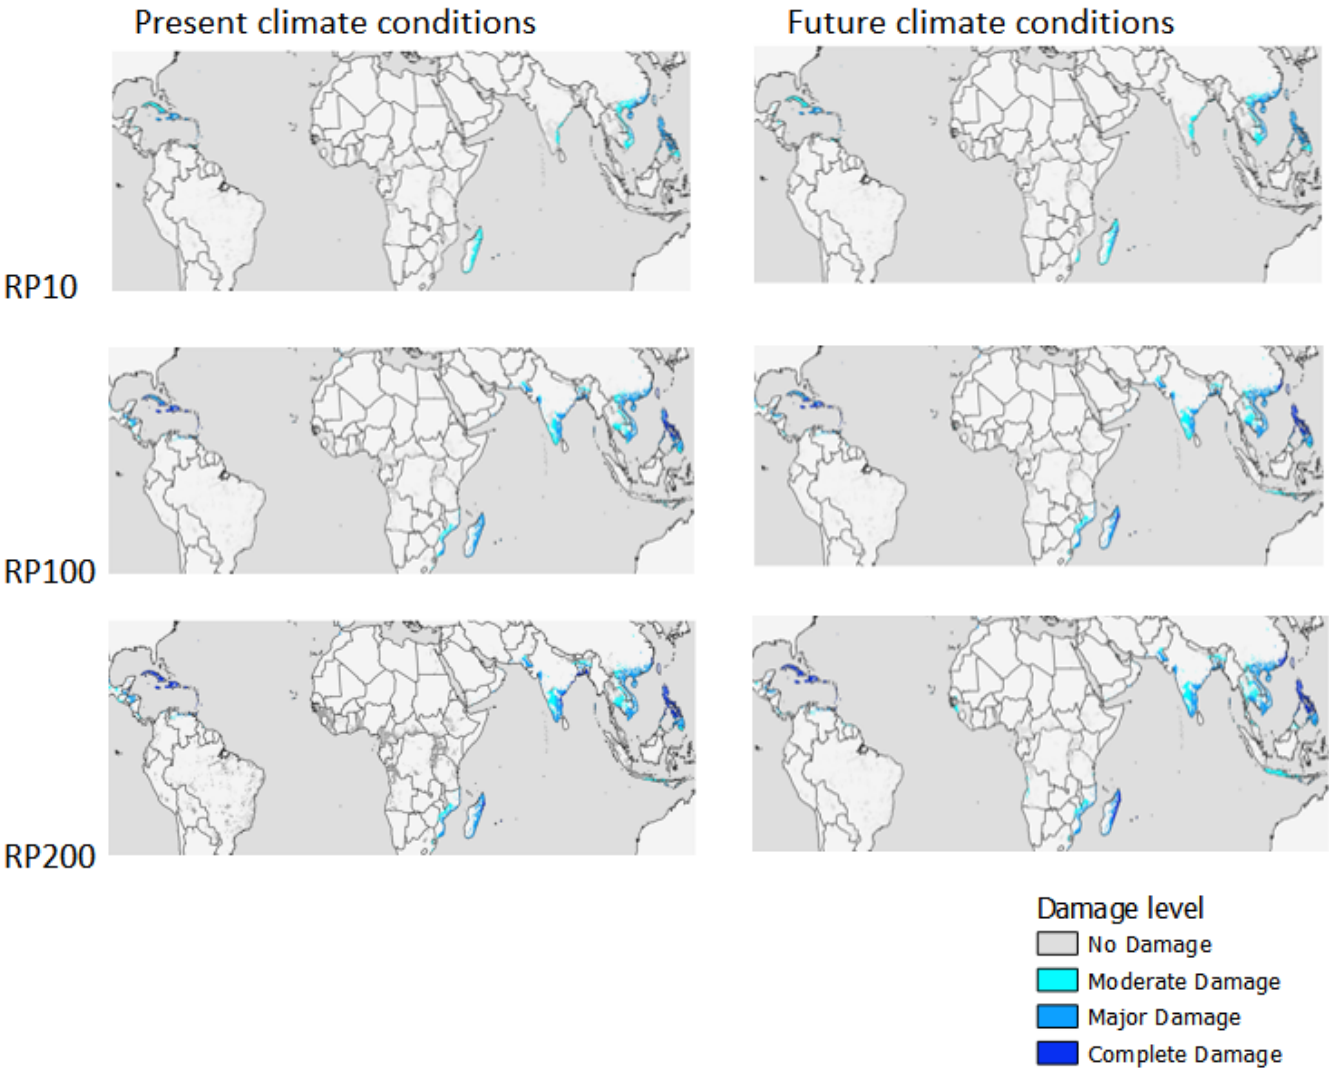 Present climate conditions
Future climate conditions
RP10
RP100
RP200
Damage level
No Damage
Moderate Damage
Major Damage
Complete Damage